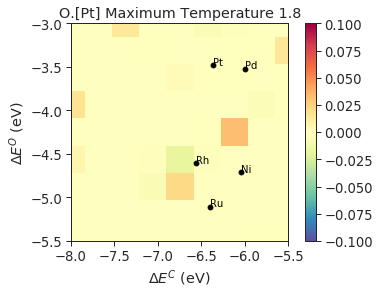 O.[Pt] Maximum Temperature 1.8
−3.0
−3.5
−4.0
−4.5
−5.0
−5.5
ΔE^O (eV)
Pt
Pd
Rh
Ni
Ru
−8.0 −7.5 −7.0 −6.5 −6.0 −5.5
ΔE^C (eV)
0.100
0.075
0.050
0.025
0.000
−0.025
−0.050
−0.075
−0.100